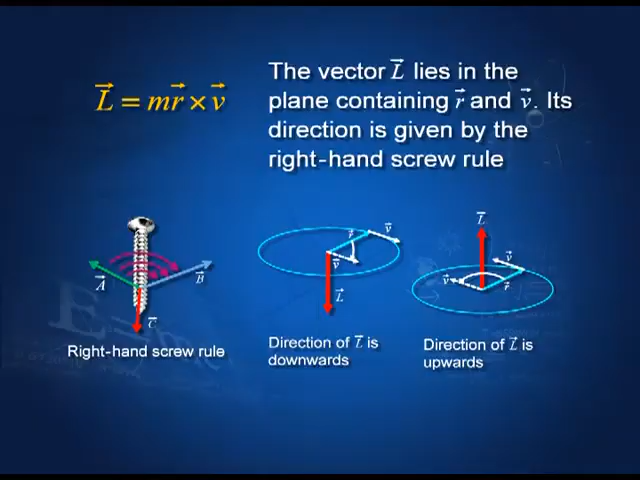 L⃗ = mr⃗ × v⃗
The vector L⃗ lies in the
plane containing r⃗ and v⃗. Its
direction is given by the
right-hand screw rule
A⃗
B⃗
C⃗
Right-hand screw rule
r⃗
v⃗
v⃗
L⃗
Direction of L⃗ is
downwards
L⃗
v⃗
v⃗
r⃗
Direction of L⃗ is
upwards